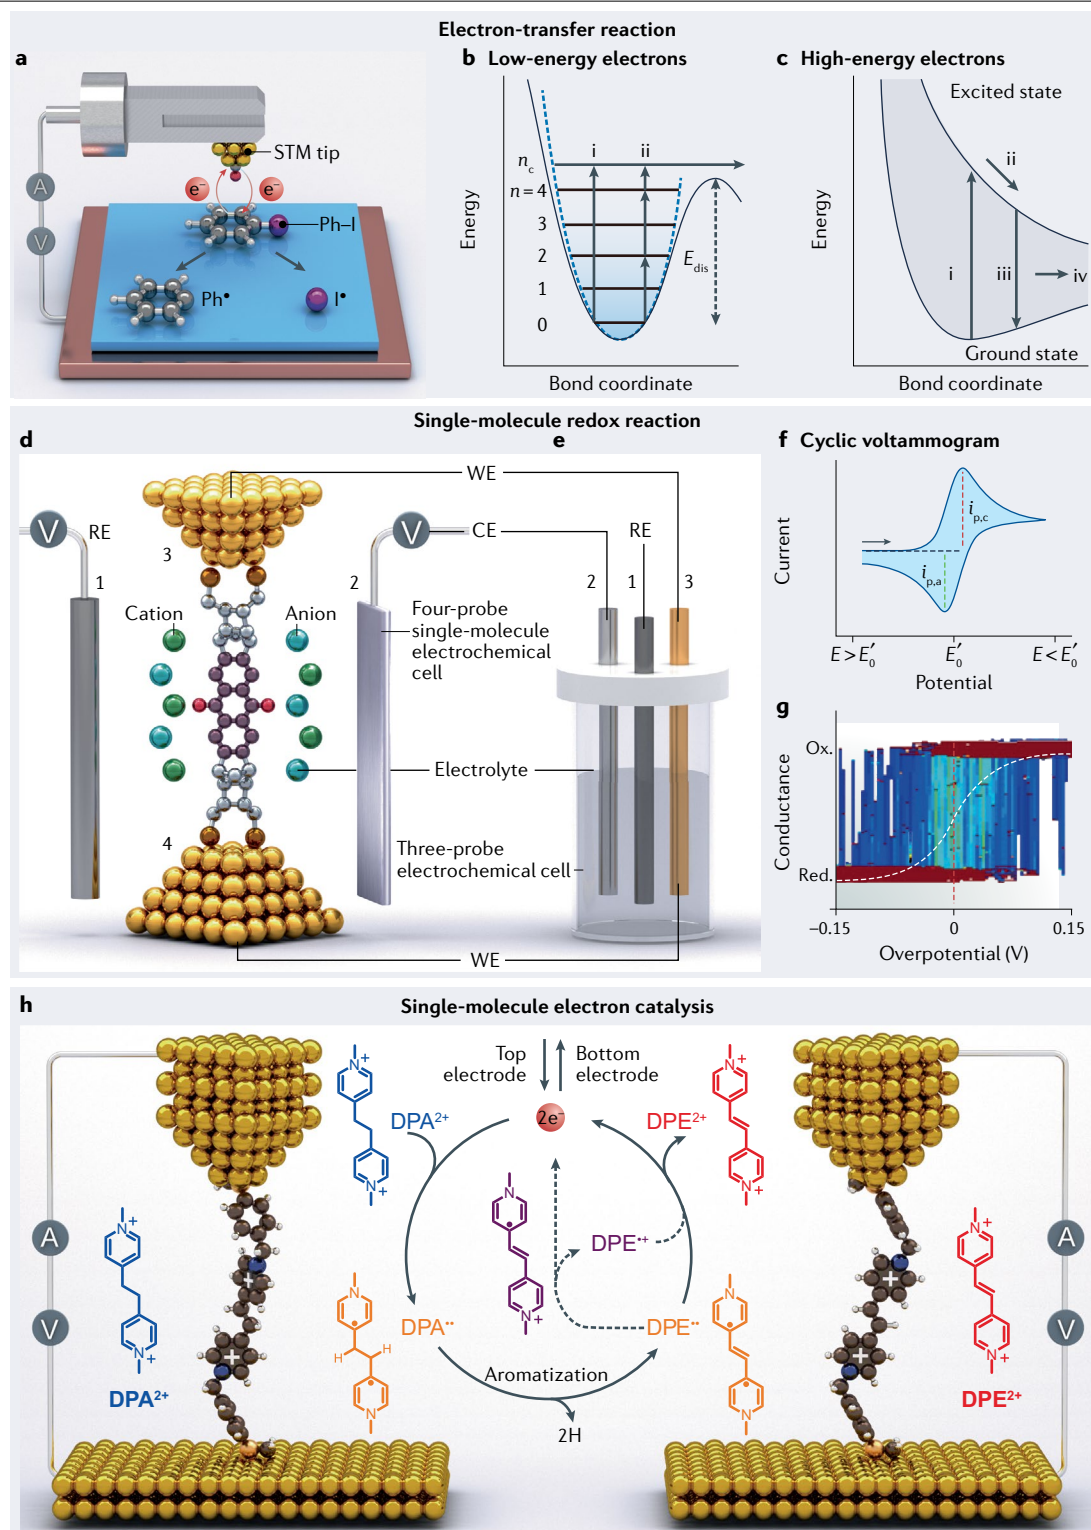 Electron-transfer reaction
a
STM tip
A
V
e⁻
e⁻
Ph–I
Ph•
I•
b Low-energy electrons
Energy
n_c
n = 4
3
2
1
0
i
ii
E_dis
Bond coordinate
c High-energy electrons
Energy
Excited state
i
ii
iii
iv
Ground state
Bond coordinate
Single-molecule redox reaction
d
V
RE
1
3
Cation
Anion
4
WE
WE
V
CE
2
Four-probe
single-molecule
electrochemical
cell
Electrolyte
Three-probe
electrochemical cell
e
RE
2
1
3
f Cyclic voltammogram
Current
i_p,c
i_p,a
E > E′₀
E′₀
E < E′₀
Potential
g
Conductance
Ox.
Red.
–0.15
0
0.15
Overpotential (V)
h
Single-molecule electron catalysis
A
V
N
+
N
+
DPA²⁺
+
+
N
+
N
+
DPA²⁺
Top
electrode
Bottom
electrode
2e⁻
DPE²⁺
N
+
N
+
N
N
+
DPE•⁺
DPA••
N
H
H
N
DPE••
N
N
Aromatization
2H
+
+
A
V
N
+
N
+
DPE²⁺